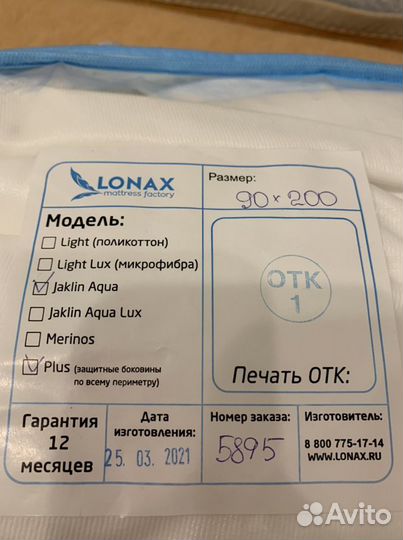 LONAX
mattress factory
Размер:
90 x 200
Модель:
Light (поликоттон)
Light Lux (микрофибра)
Jaklin Aqua
Jaklin Aqua Lux
Merinos
Plus (защитные боковины
по всему периметру)
ОТК
1
Печать ОТК:
Гарантия
12
месяцев
Дата
изготовления:
25. 03. 2021
Номер заказа:
5895
Изготовитель:
8 800 775-17-14
WWW.LONAX.RU
Avito